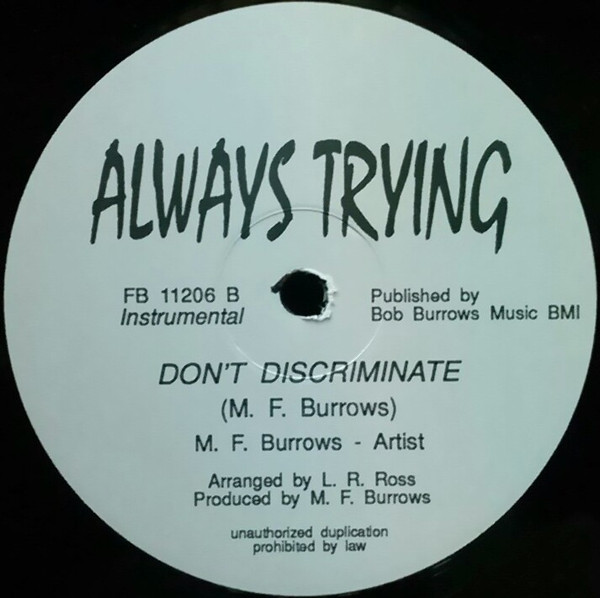 ALWAYS TRYING
FB 11206 B
Instrumental
Published by
Bob Burrows Music BMI
DON'T DISCRIMINATE
(M. F. Burrows)
M. F. Burrows - Artist
Arranged by L. R. Ross
Produced by M. F. Burrows
unauthorized duplication
prohibited by law